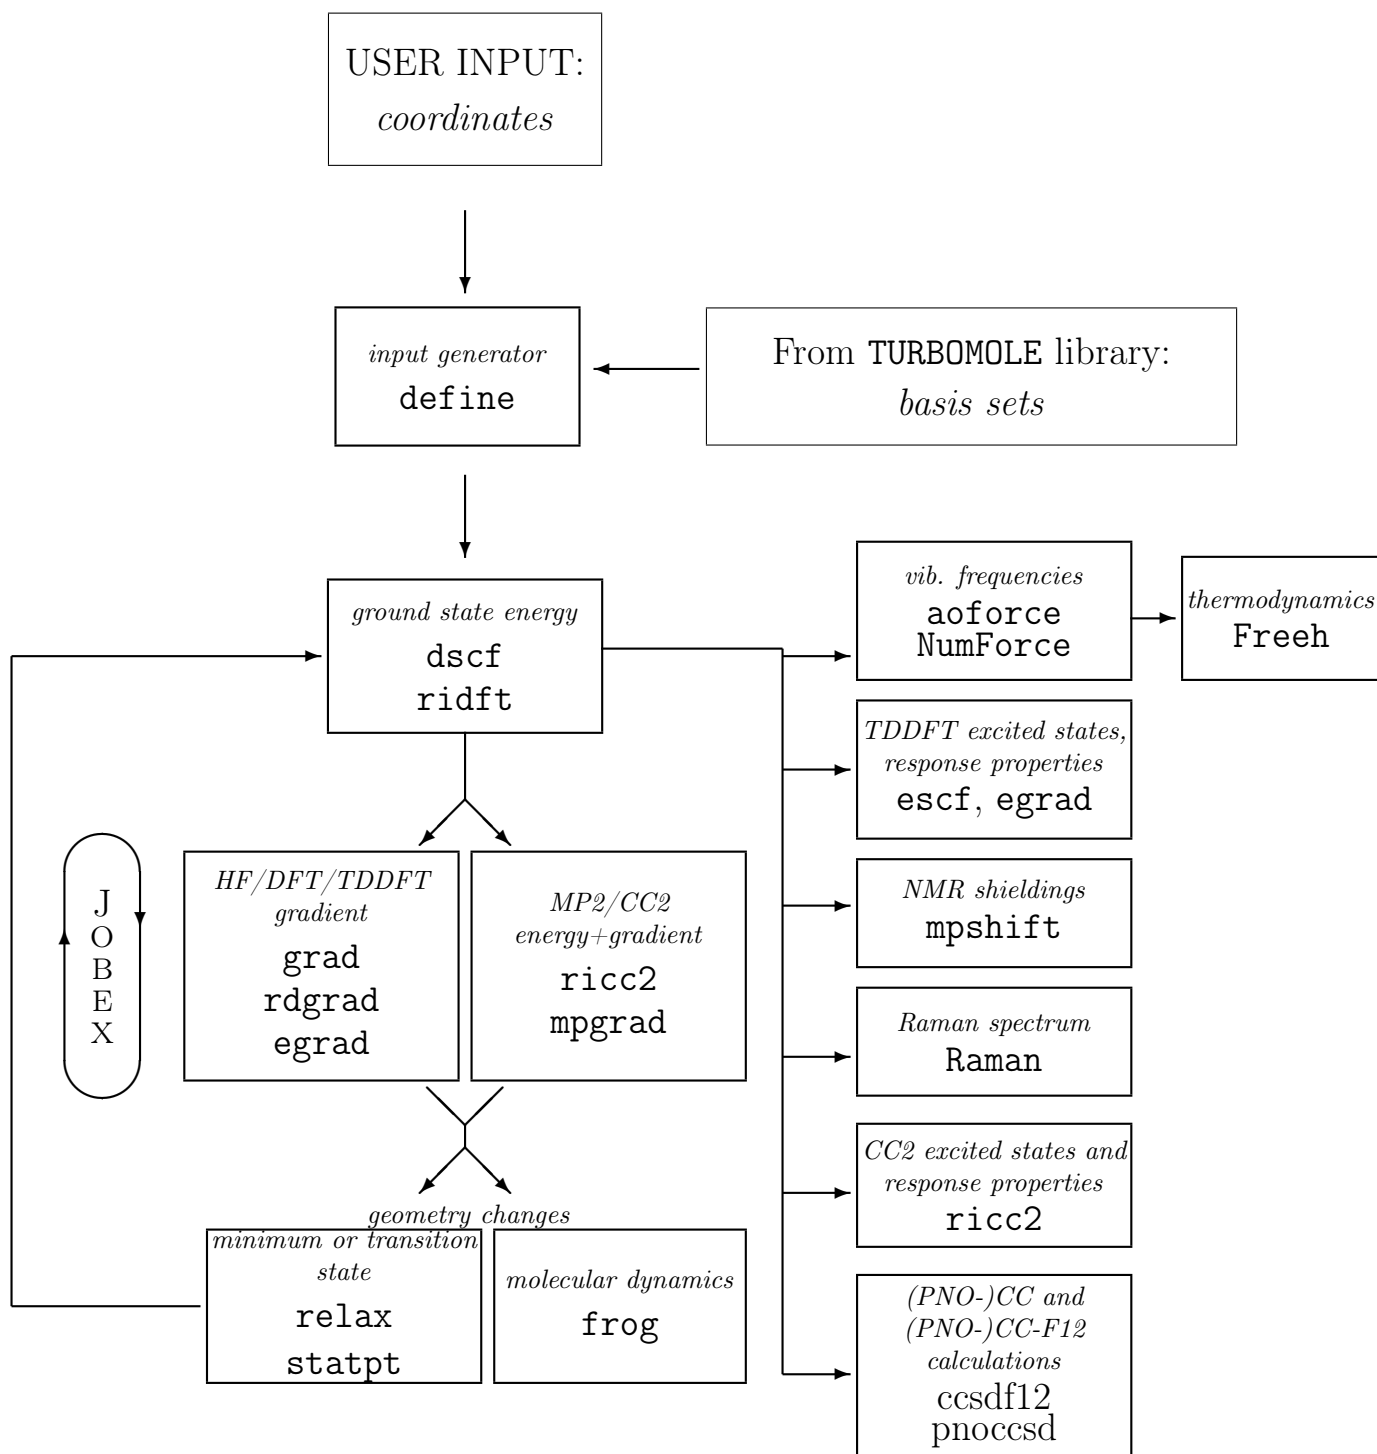 USER INPUT:
coordinates
input generator
define
From TURBOMOLE library:
basis sets
ground state energy
dscf
ridft
vib. frequencies
aoforce
NumForce
thermodynamics
Freeh
TDDFT excited states,
response properties
escf, egrad
J
O
B
E
X
HF/DFT/TDDFT
gradient
grad
rdgrad
egrad
MP2/CC2
energy+gradient
ricc2
mpgrad
NMR shieldings
mpshift
Raman spectrum
Raman
CC2 excited states and
response properties
ricc2
geometry changes
minimum or transition
state
relax
statpt
molecular dynamics
frog
(PNO-)CC and
(PNO-)CC-F12
calculations
ccsdf12
pnoccsd